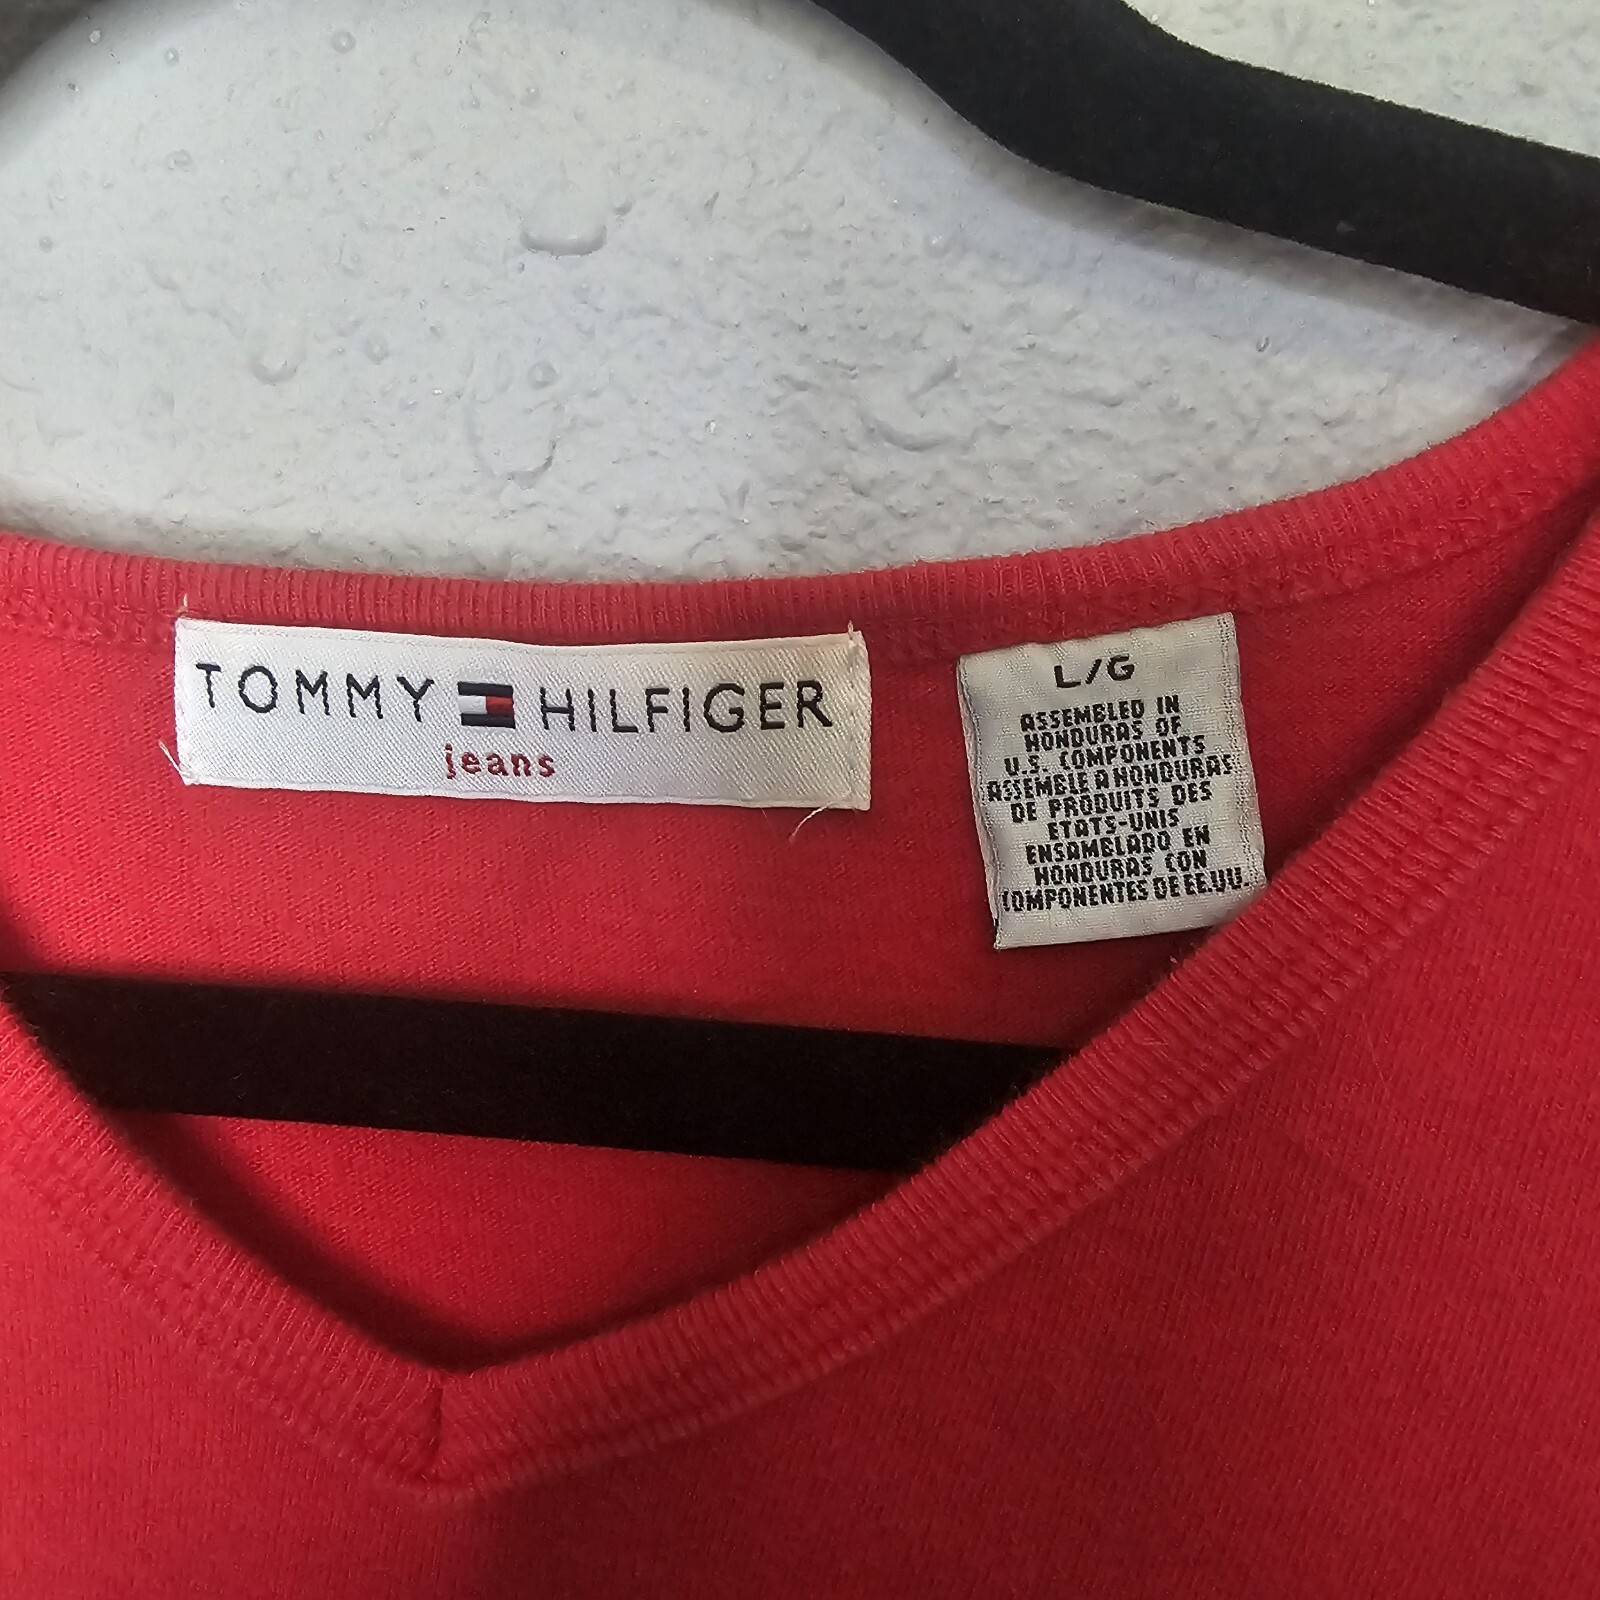 TOMMY HILFIGER
jeans
L/G
ASSEMBLED IN
HONDURAS OF
U.S. COMPONENTS
ASSEMBLE A HONDURAS
DE PRODUITS DES
ETATS-UNIS
ENSAMBLADO EN
HONDURAS CON
COMPONENTES DE EE.UU.